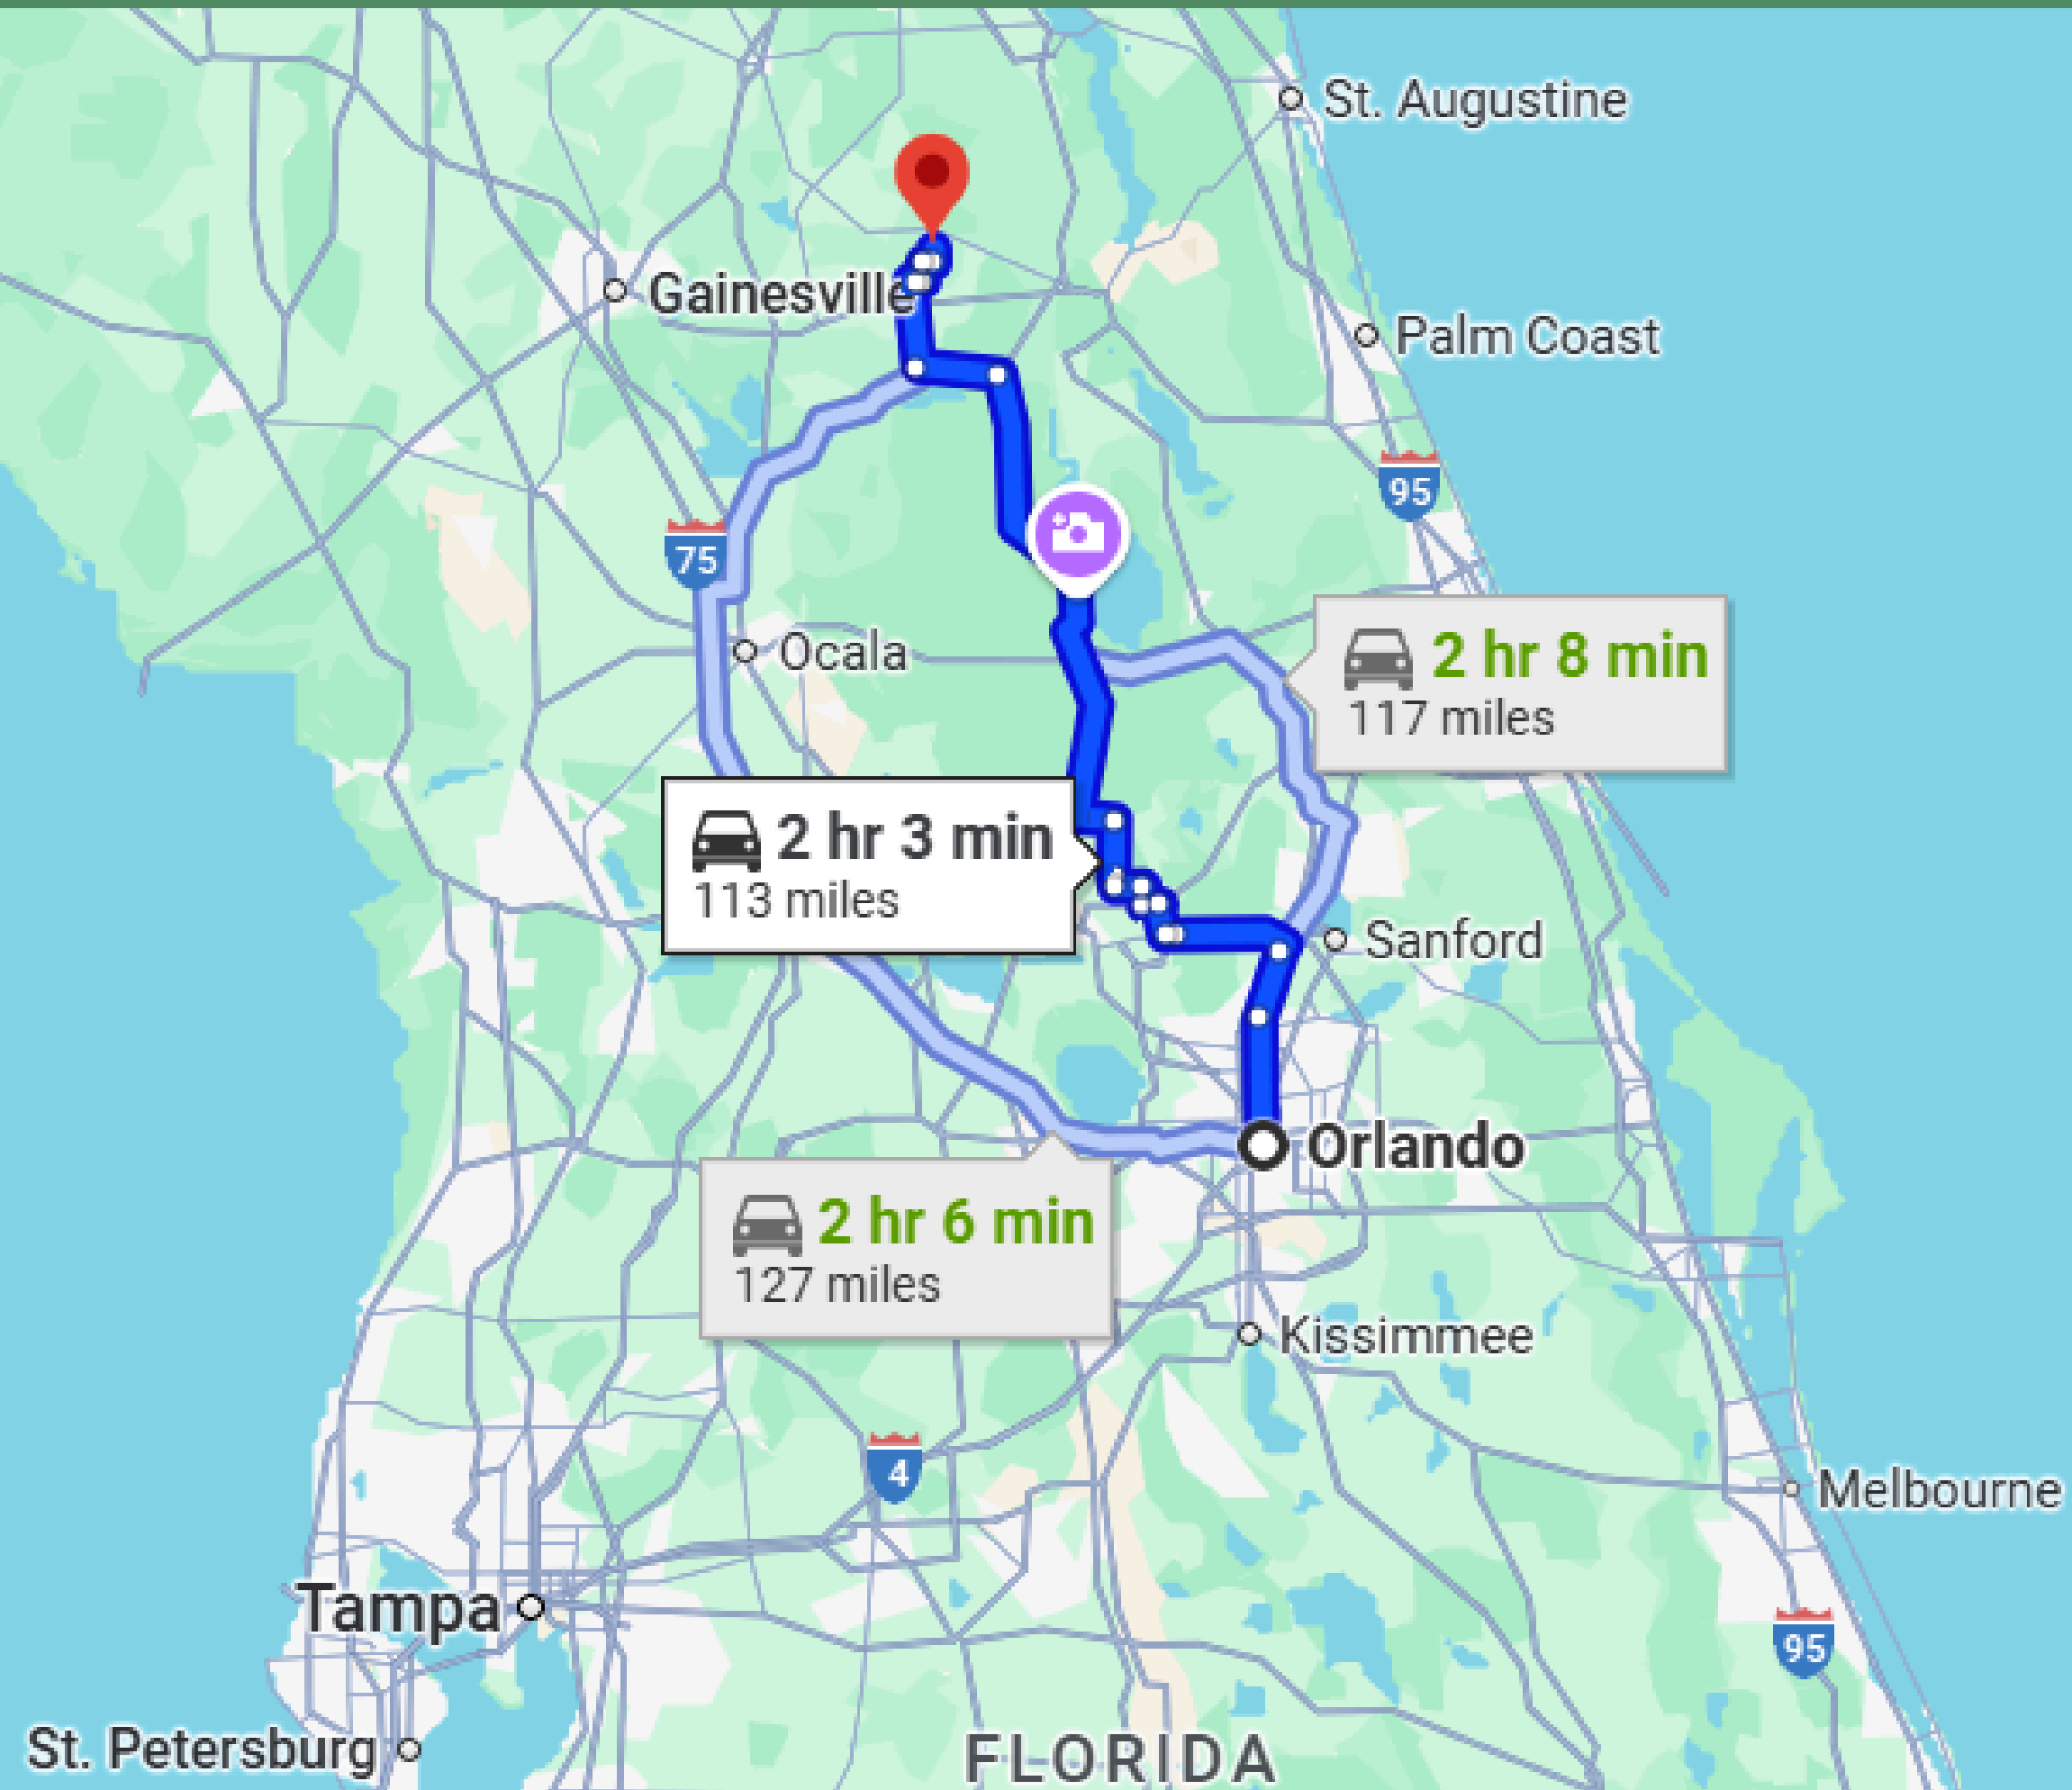 St. Augustine
Gainesville
Palm Coast
95
75
Ocala
2 hr 8 min
117 miles
2 hr 3 min
113 miles
Sanford
Orlando
2 hr 6 min
127 miles
Kissimmee
4
Melbourne
Tampa
95
St. Petersburg
FLORIDA